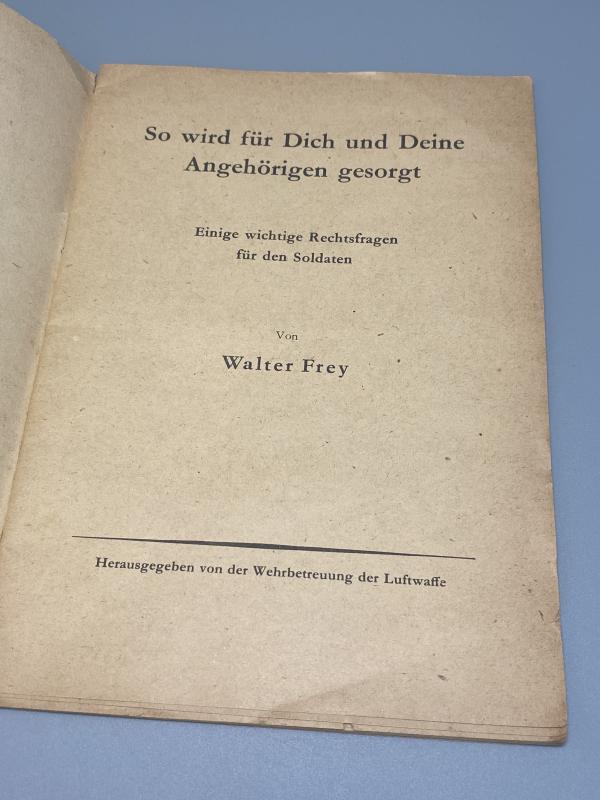 So wird für Dich und Deine
Angehörigen gesorgt
Einige wichtige Rechtsfragen
für den Soldaten
Von
Walter Frey
Herausgegeben von der Wehrbetreuung der Luftwaffe